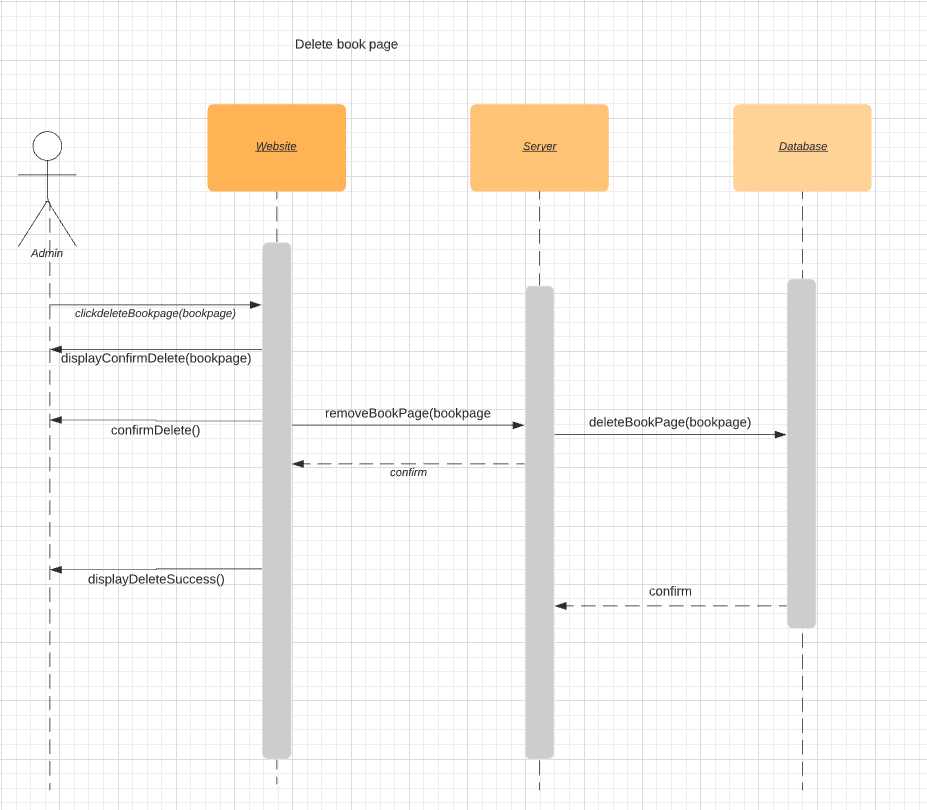 Delete book page
Website
Server
Database
Admin
clickdeleteBookpage(bookpage)
displayConfirmDelete(bookpage)
removeBookPage(bookpage
deleteBookPage(bookpage)
confirmDelete()
confirm
displayDeleteSuccess()
confirm